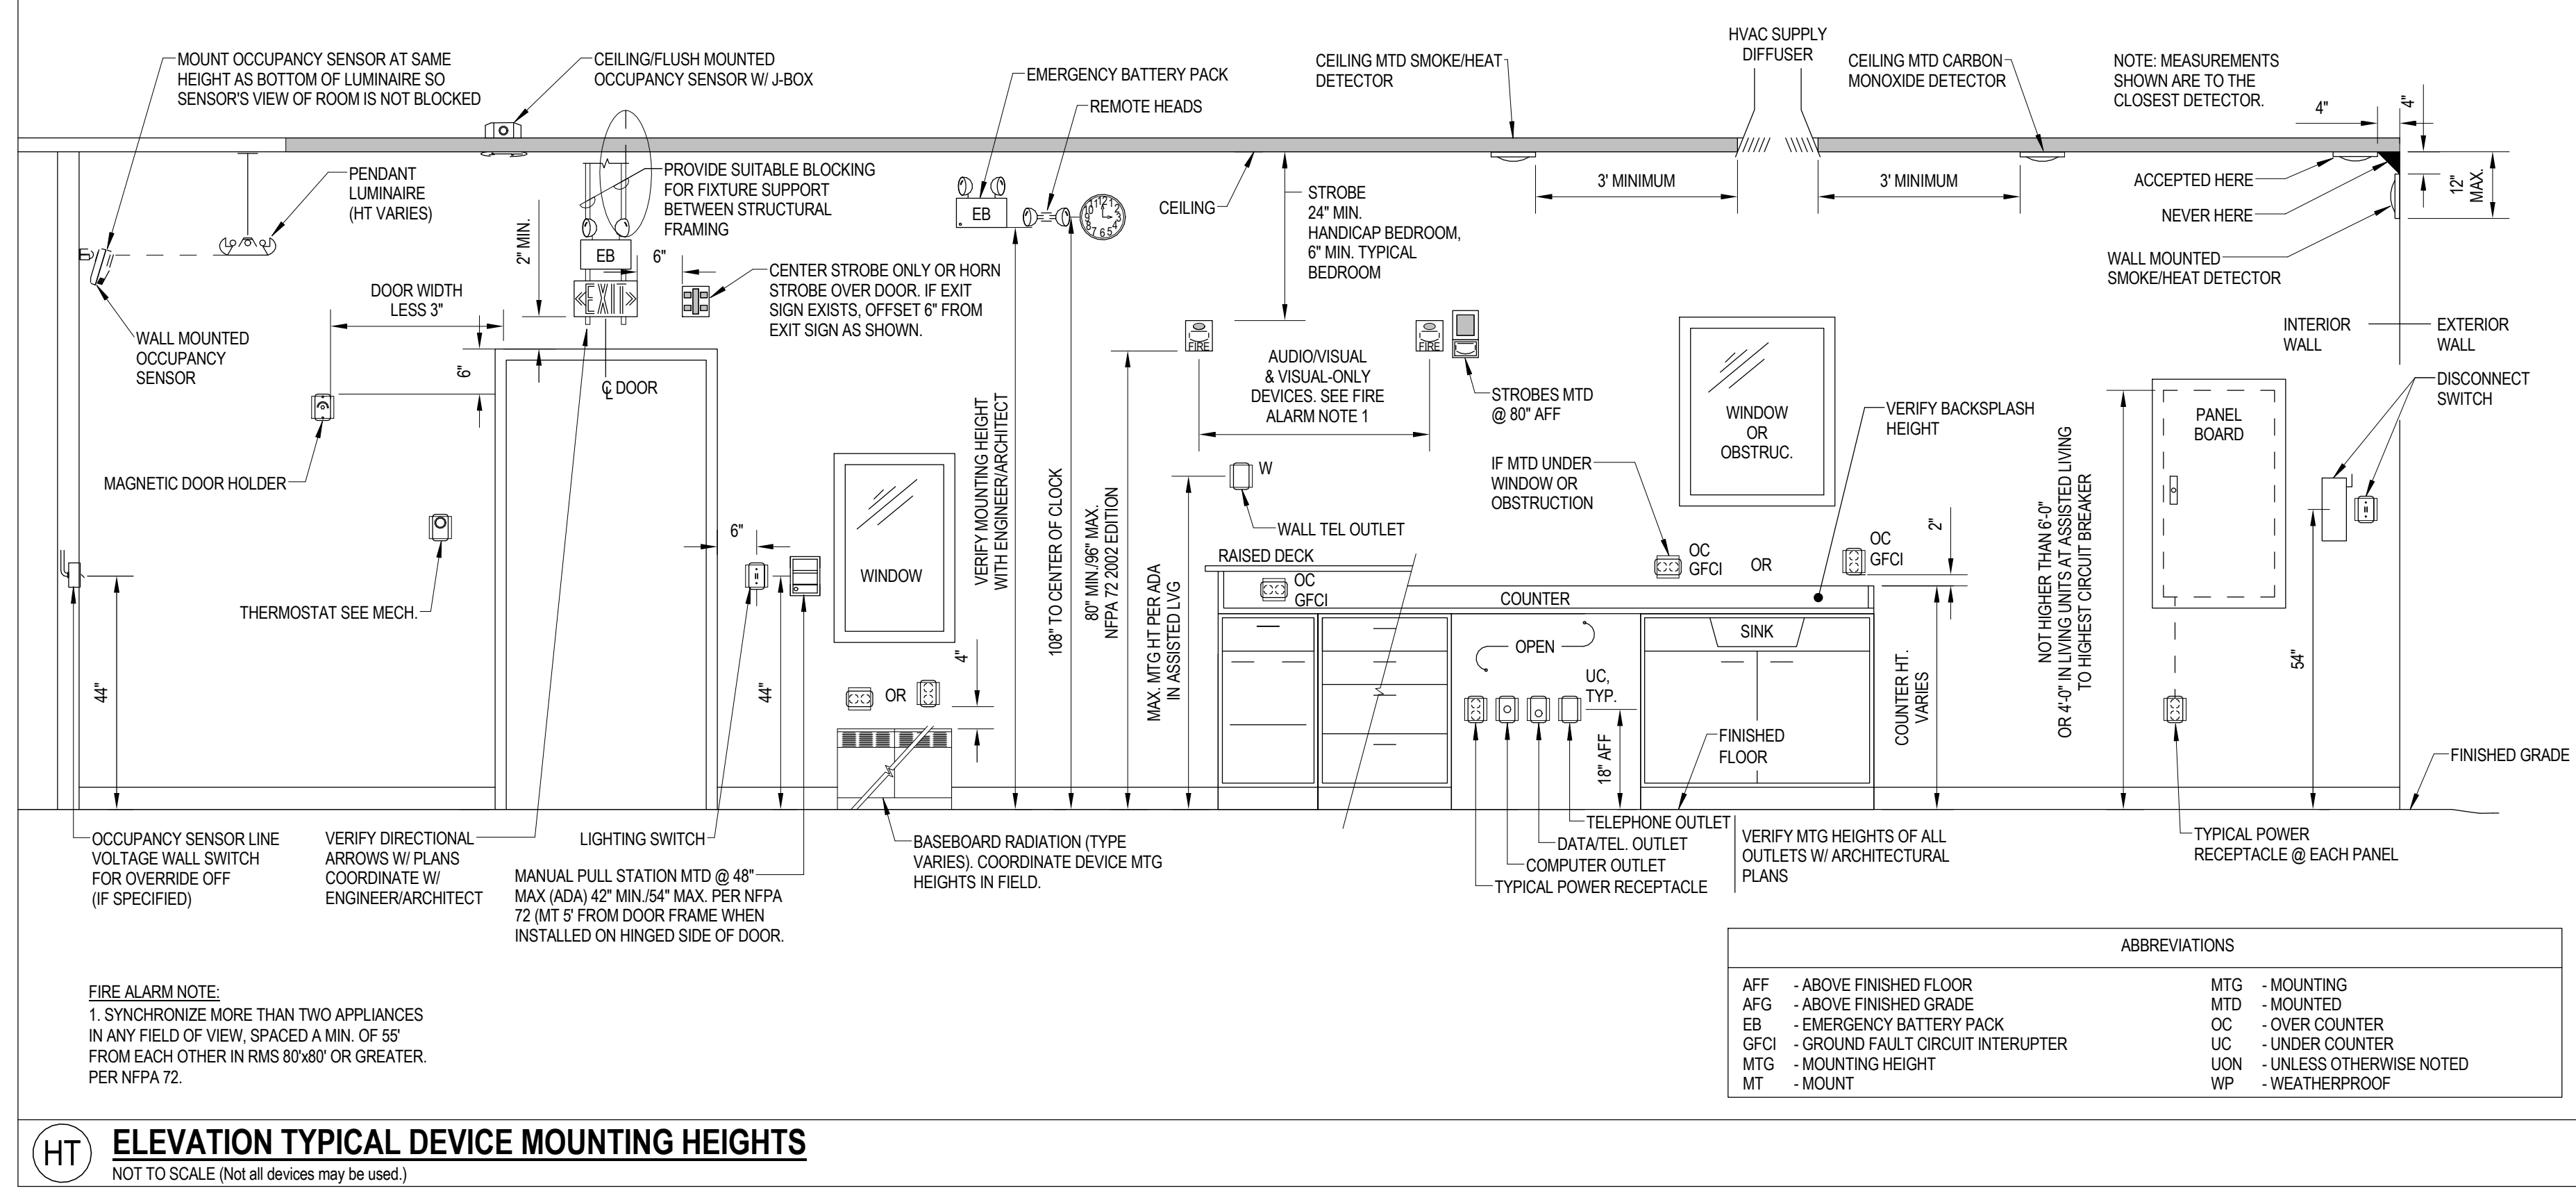 MOUNT OCCUPANCY SENSOR AT SAME
HEIGHT AS BOTTOM OF LUMINAIRE SO
SENSOR'S VIEW OF ROOM IS NOT BLOCKED
CEILING/FLUSH MOUNTED
OCCUPANCY SENSOR W/ J-BOX
EMERGENCY BATTERY PACK
REMOTE HEADS
CEILING MTD SMOKE/HEAT
DETECTOR
HVAC SUPPLY
DIFFUSER
CEILING MTD CARBON
MONOXIDE DETECTOR
NOTE: MEASUREMENTS
SHOWN ARE TO THE
CLOSEST DETECTOR.
4"
4"
PENDANT
LUMINAIRE
(HT VARIES)
PROVIDE SUITABLE BLOCKING
FOR FIXTURE SUPPORT
BETWEEN STRUCTURAL
FRAMING
2" MIN.
EB
6"
EXIT
EB
12 1 2 3 4 5 6 7 8 9 10 11
CEILING
STROBE
24" MIN.
HANDICAP BEDROOM,
6" MIN. TYPICAL
BEDROOM
3' MINIMUM
3' MINIMUM
ACCEPTED HERE
NEVER HERE
12"
MAX.
WALL MOUNTED
SMOKE/HEAT DETECTOR
CENTER STROBE ONLY OR HORN
STROBE OVER DOOR. IF EXIT
SIGN EXISTS, OFFSET 6" FROM
EXIT SIGN AS SHOWN.
DOOR WIDTH
LESS 3"
WALL MOUNTED
OCCUPANCY
SENSOR
6"
℄ DOOR
MAGNETIC DOOR HOLDER
THERMOSTAT SEE MECH.
44"
6"
44"
WINDOW
OR
4"
VERIFY MOUNTING HEIGHT
WITH ENGINEER/ARCHITECT
108" TO CENTER OF CLOCK
80" MIN./96" MAX.
NFPA 72 2002 EDITION
FIRE
FIRE
AUDIO/VISUAL
& VISUAL-ONLY
DEVICES. SEE FIRE
ALARM NOTE 1
STROBES MTD
@ 80" AFF
MAX. MTG HT PER ADA
IN ASSISTED LVG
W
WALL TEL OUTLET
IF MTD UNDER
WINDOW OR
OBSTRUCTION
WINDOW
OR
OBSTRUC.
VERIFY BACKSPLASH
HEIGHT
RAISED DECK
OC
GFCI
OC
GFCI
OR
OC
GFCI
2"
COUNTER
OPEN
SINK
UC,
TYP.
18" AFF
FINISHED
FLOOR
COUNTER HT.
VARIES
NOT HIGHER THAN 6'-0"
OR 4'-0" IN LIVING UNITS AT ASSISTED LIVING
TO HIGHEST CIRCUIT BREAKER
PANEL
BOARD
INTERIOR
WALL
EXTERIOR
WALL
DISCONNECT
SWITCH
54"
FINISHED GRADE
OCCUPANCY SENSOR LINE
VOLTAGE WALL SWITCH
FOR OVERRIDE OFF
(IF SPECIFIED)
VERIFY DIRECTIONAL
ARROWS W/ PLANS
COORDINATE W/
ENGINEER/ARCHITECT
LIGHTING SWITCH
MANUAL PULL STATION MTD @ 48"
MAX (ADA) 42" MIN./54" MAX. PER NFPA
72 (MT 5' FROM DOOR FRAME WHEN
INSTALLED ON HINGED SIDE OF DOOR.
BASEBOARD RADIATION (TYPE
VARIES). COORDINATE DEVICE MTG
HEIGHTS IN FIELD.
TELEPHONE OUTLET
DATA/TEL. OUTLET
COMPUTER OUTLET
TYPICAL POWER RECEPTACLE
VERIFY MTG HEIGHTS OF ALL
OUTLETS W/ ARCHITECTURAL
PLANS
TYPICAL POWER
RECEPTACLE @ EACH PANEL
FIRE ALARM NOTE:
1. SYNCHRONIZE MORE THAN TWO APPLIANCES
IN ANY FIELD OF VIEW, SPACED A MIN. OF 55'
FROM EACH OTHER IN RMS 80'x80' OR GREATER.
PER NFPA 72.
ABBREVIATIONS
AFF - ABOVE FINISHED FLOOR
AFG - ABOVE FINISHED GRADE
EB - EMERGENCY BATTERY PACK
GFCI - GROUND FAULT CIRCUIT INTERUPTER
MTG - MOUNTING HEIGHT
MT - MOUNT
MTG - MOUNTING
MTD - MOUNTED
OC - OVER COUNTER
UC - UNDER COUNTER
UON - UNLESS OTHERWISE NOTED
WP - WEATHERPROOF
HT
ELEVATION TYPICAL DEVICE MOUNTING HEIGHTS
NOT TO SCALE (Not all devices may be used.)